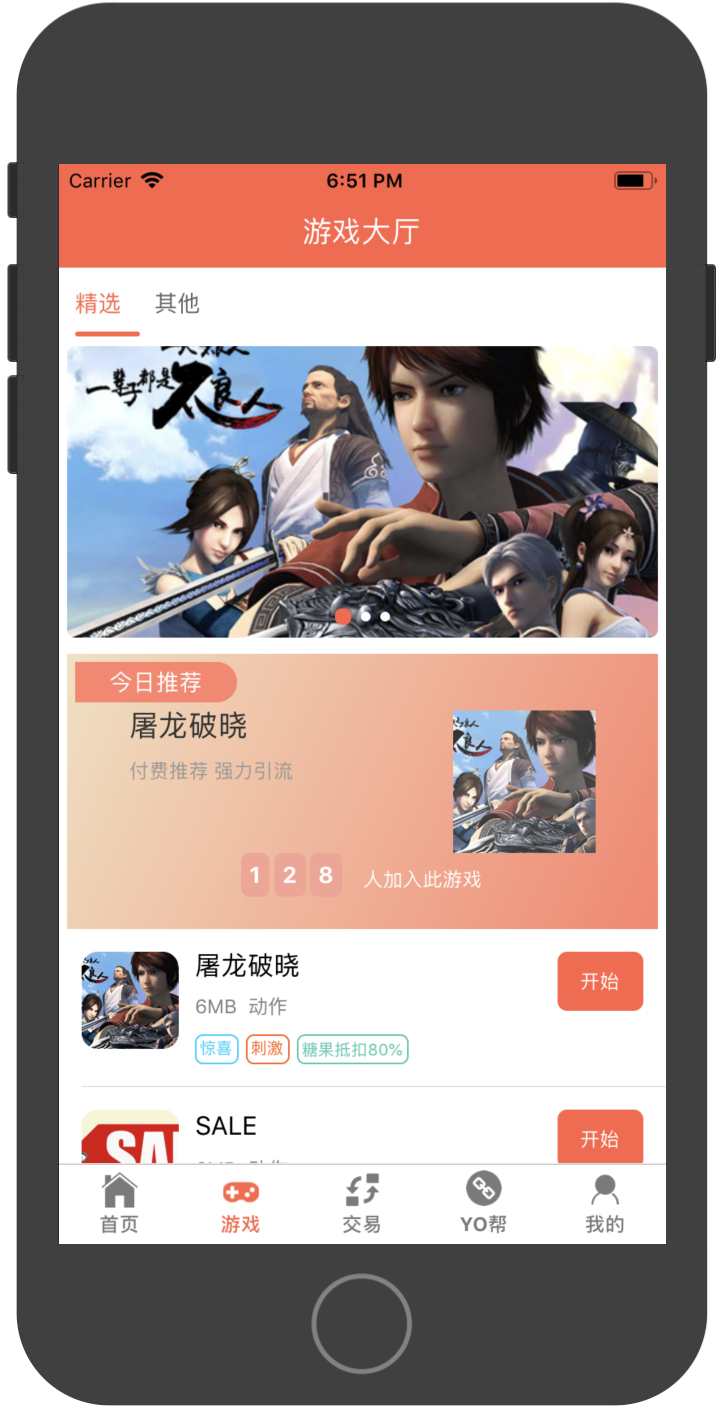 Carrier 6:51 PM
游戏大厅
精选 其他
一辈子都是不良人
今日推荐
屠龙破晓
付费推荐 强力引流
1 2 8 人加入此游戏
屠龙破晓
开始
6MB 动作
惊喜 刺激 糖果抵扣80%
SALE
开始
首页 游戏 交易 YO帮 我的